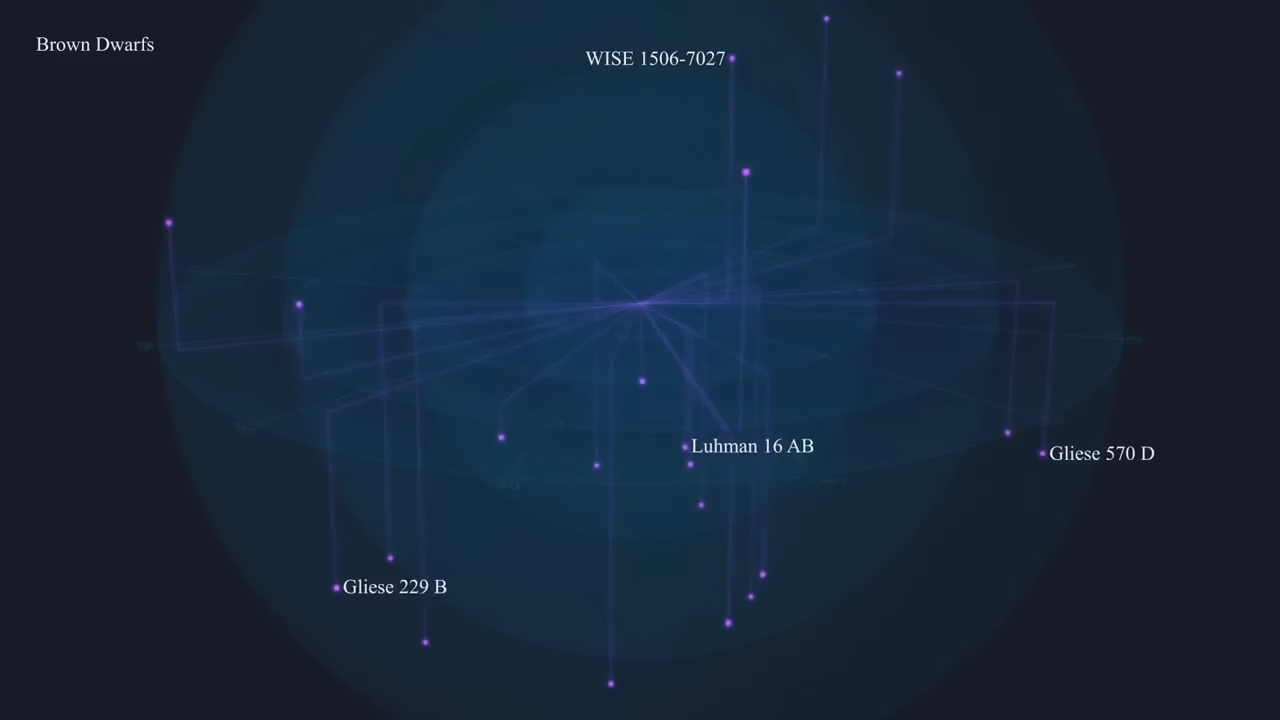 Brown Dwarfs
WISE 1506-7027
Luhman 16 AB
Gliese 570 D
Gliese 229 B